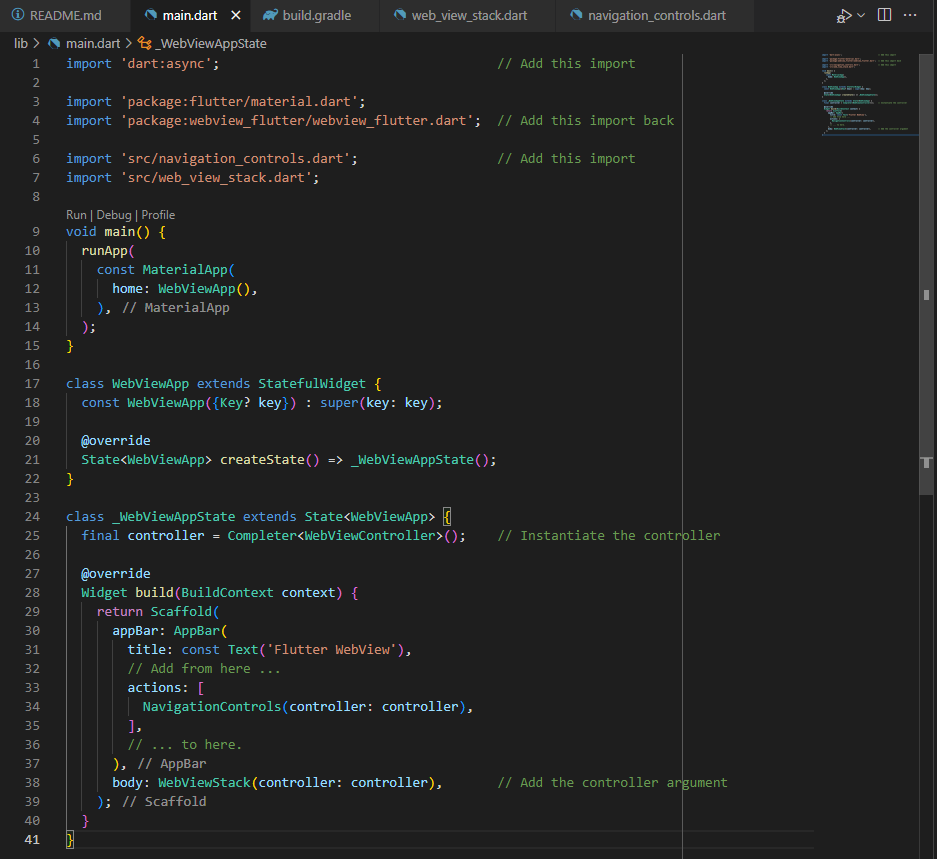 README.md main.dart build.gradle web_view_stack.dart navigation_controls.dart
lib > main.dart > _WebViewAppState
1 import 'dart:async'; // Add this import
2
3 import 'package:flutter/material.dart';
4 import 'package:webview_flutter/webview_flutter.dart'; // Add this import back
5
6 import 'src/navigation_controls.dart'; // Add this import
7 import 'src/web_view_stack.dart';
8
Run | Debug | Profile
9 void main() {
10 runApp(
11 const MaterialApp(
12 home: WebViewApp(),
13 ), // MaterialApp
14 );
15 }
16
17 class WebViewApp extends StatefulWidget {
18 const WebViewApp({Key? key}) : super(key: key);
19
20 @override
21 State<WebViewApp> createState() => _WebViewAppState();
22 }
23
24 class _WebViewAppState extends State<WebViewApp> {
25 final controller = Completer<WebViewController>(); // Instantiate the controller
26
27 @override
28 Widget build(BuildContext context) {
29 return Scaffold(
30 appBar: AppBar(
31 title: const Text('Flutter WebView'),
32 // Add from here ...
33 actions: [
34 NavigationControls(controller: controller),
35 ],
36 // ... to here.
37 ), // AppBar
38 body: WebViewStack(controller: controller), // Add the controller argument
39 ); // Scaffold
40 }
41 }